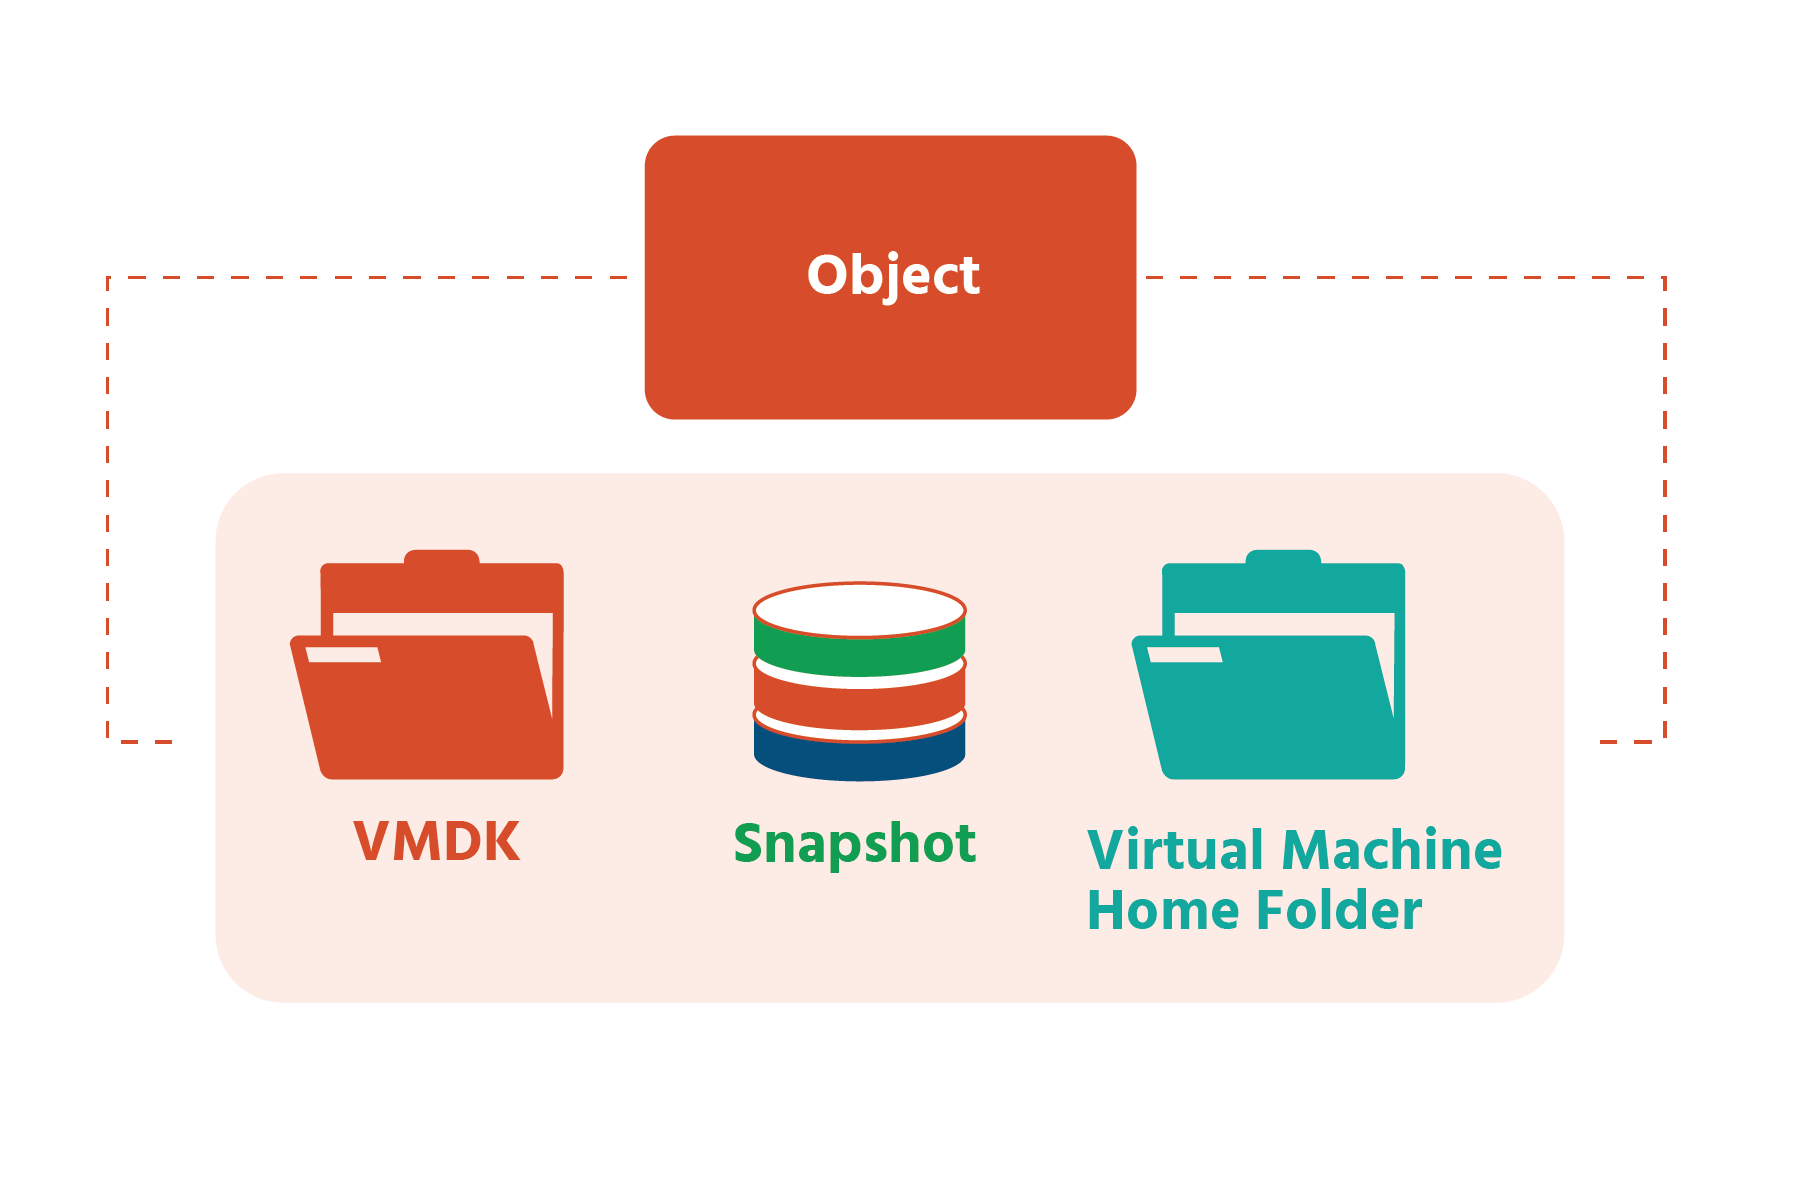 Object
VMDK
Snapshot
Virtual Machine
Home Folder